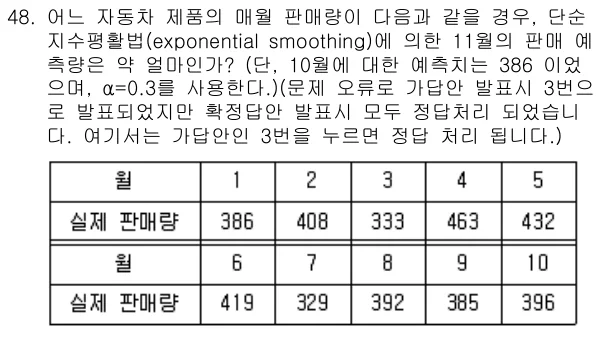 48. 어느 자동차 제품의 매월 판매량이 다음과 같을 경우, 단순
지수평활법(exponential smoothing)에 의한 11월의 판매 예
측량은 약 얼마인가? (단, 10월에 대한 예측치는 386 이었
으며, α=0.3를 사용한다.)(문제 오류로 가답안 발표시 3번으
로 발표되었지만 확정답안 발표시 모두 정답처리 되었습니
다. 여기서는 가답안인 3번을 누르면 정답 처리 됩니다.)
월 1 2 3 4 5
실제 판매량 386 408 333 463 432
월 6 7 8 9 10
실제 판매량 419 329 392 385 396